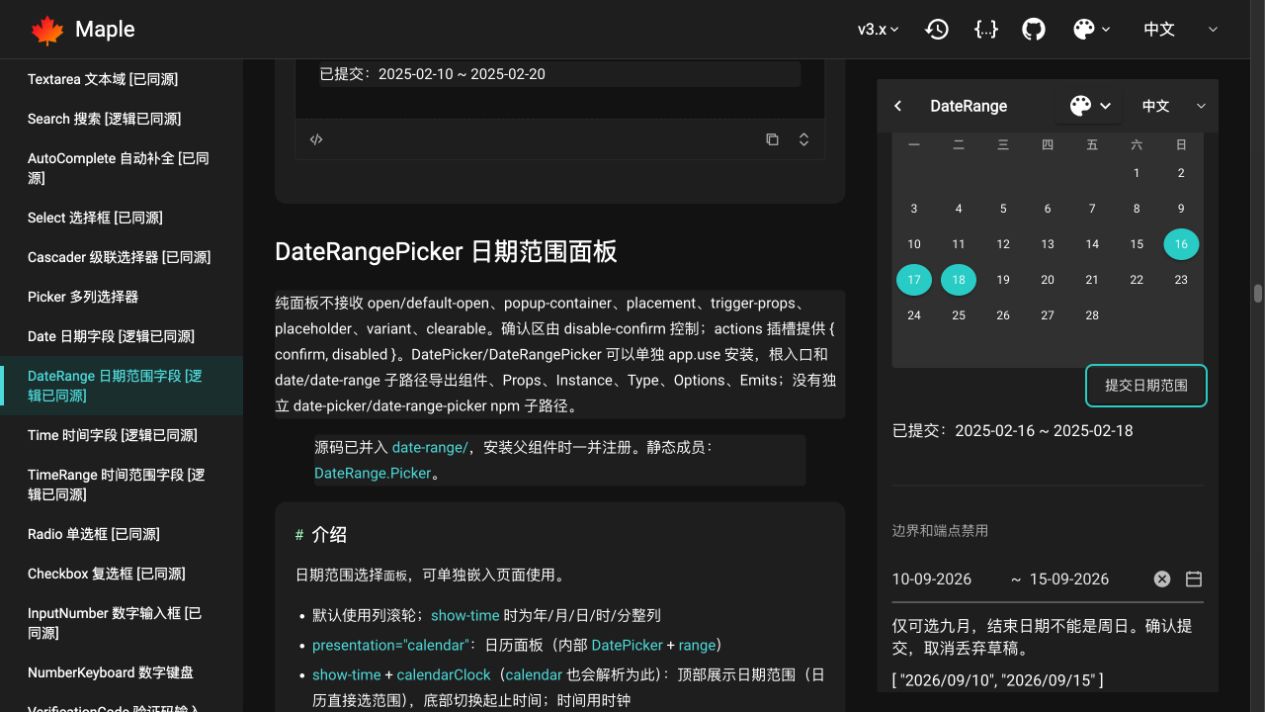 Maple
v3.x
中文
Textarea 文本域 [已同源]
Search 搜索 [逻辑已同源]
AutoComplete 自动补全 [已同
源]
Select 选择框 [已同源]
Cascader 级联选择器 [已同源]
Picker 多列选择器
Date 日期字段 [逻辑已同源]
DateRange 日期范围字段 [逻
辑已同源]
Time 时间字段 [逻辑已同源]
TimeRange 时间范围字段 [逻
辑已同源]
Radio 单选框 [已同源]
Checkbox 复选框 [已同源]
InputNumber 数字输入框 [已
同源]
NumberKeyboard 数字键盘
VerificationCode 验证码输入
已提交：2025-02-10 ~ 2025-02-20
DateRangePicker 日期范围面板
纯面板不接收 open/default-open、popup-container、placement、trigger-props、
placeholder、variant、clearable。确认区由 disable-confirm 控制；actions 插槽提供 {
confirm, disabled }。DatePicker/DateRangePicker 可以单独 app.use 安装，根入口和
date/date-range 子路径导出组件、Props、Instance、Type、Options、Emits；没有独
立 date-picker/date-range-picker npm 子路径。
源码已并入 date-range/，安装父组件时一并注册。静态成员：
DateRange.Picker。
# 介绍
日期范围选择面板，可单独嵌入页面使用。
• 默认使用列滚轮；show-time 时为年/月/日/时/分整列
• presentation="calendar"：日历面板（内部 DatePicker + range）
• show-time + calendarClock（calendar 也会解析为此）：顶部展示日期范围（日
历直接选范围），底部切换起止时间；时间用时钟
DateRange
中文
一 二 三 四 五 六 日
1 2
3 4 5 6 7 8 9
10 11 12 13 14 15 16
17 18 19 20 21 22 23
24 25 26 27 28
提交日期范围
已提交：2025-02-16 ~ 2025-02-18
边界和端点禁用
10-09-2026 ~ 15-09-2026
仅可选九月，结束日期不能是周日。确认提
交，取消丢弃草稿。
[ "2026/09/10", "2026/09/15" ]